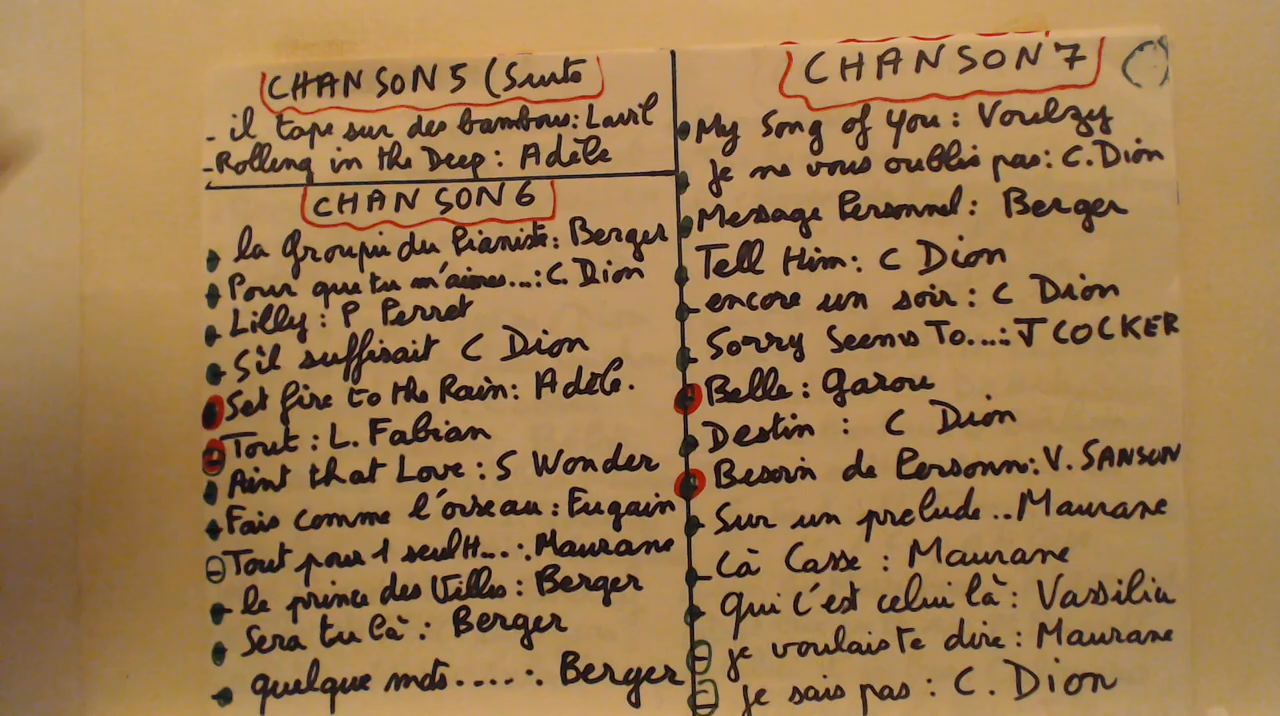 CHANSON 5 (Suite
- il tape sur des bambous: Lavil
- Rolling in the Deep: Adèle
CHANSON 6
la Groupie du Pianiste: Berger
Pour que tu m'aimes...: C. Dion
Lilly: P Perret
S'il suffisait C Dion
Set fire to the Rain: Adèle.
Tout: L. Fabian
Aint that Love: S Wonder
Fais comme l'oiseau: Fugain
Tout pour 1 seul H...: Maurane
le prince des Villes: Berger
Sera tu là: Berger
quelque mots.....: Berger
CHANSON 7
My Song of You: Voulzy
je ne vous oublie pas: C. Dion
Message Personnel: Berger
Tell Him: C Dion
encore un soir: C Dion
Sorry Seems To...: J COCKER
Belle: Garou
Destin: C Dion
Besoin de Personn: V. SANSON
Sur un prelude.. Maurane
Cà Casse: Maurane
Qui c'est celui là: Vassiliu
je voulais te dire: Maurane
je sais pas: C. Dion